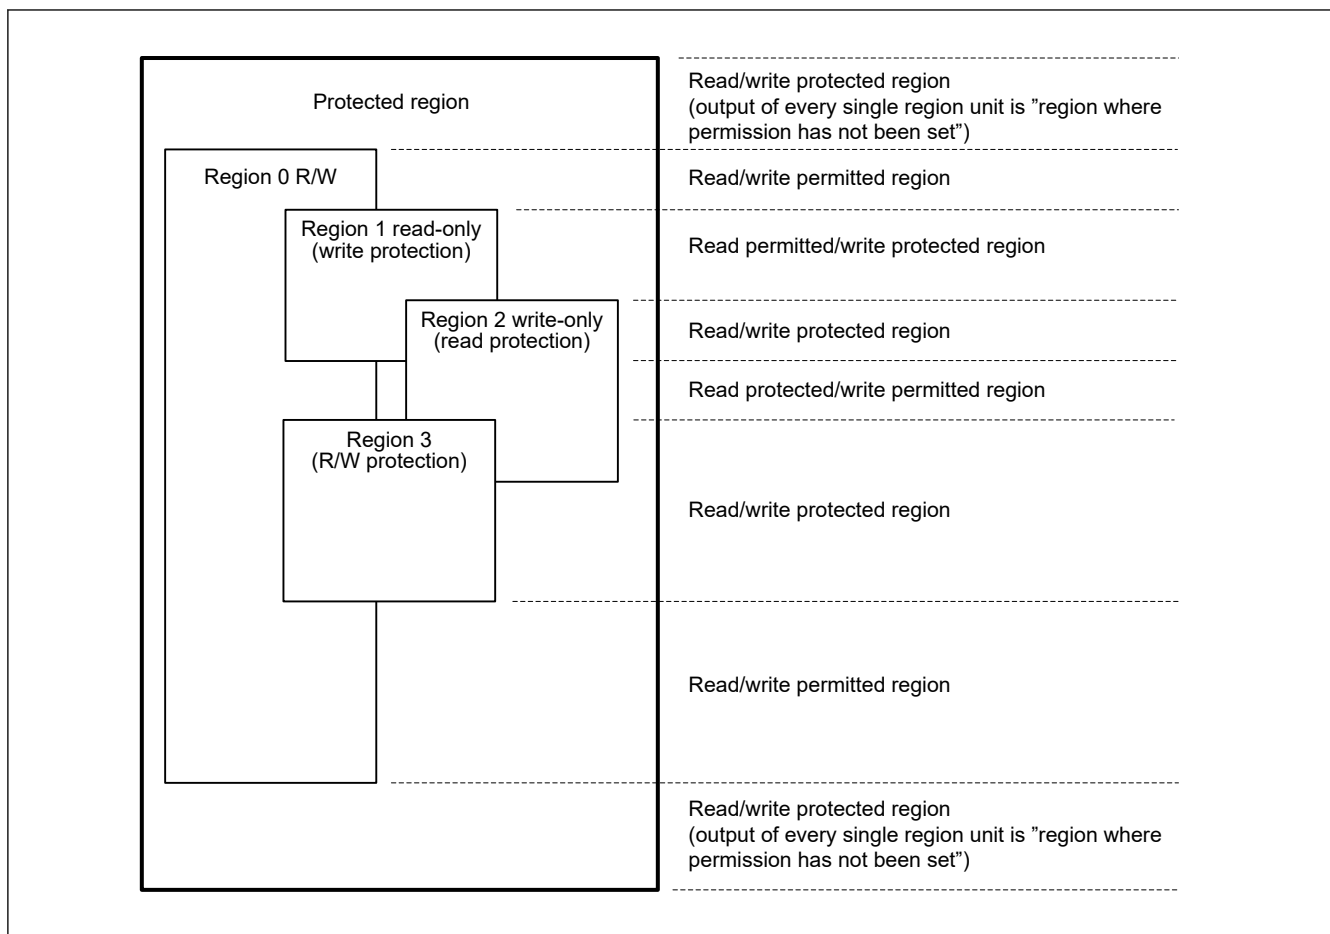 Protected region
Read/write protected region
(output of every single region unit is ”region where
permission has not been set”)
Region 0 R/W
Read/write permitted region
Region 1 read-only
(write protection)
Read permitted/write protected region
Region 2 write-only
(read protection)
Read/write protected region
Read protected/write permitted region
Region 3
(R/W protection)
Read/write protected region
Read/write permitted region
Read/write protected region
(output of every single region unit is ”region where
permission has not been set”)